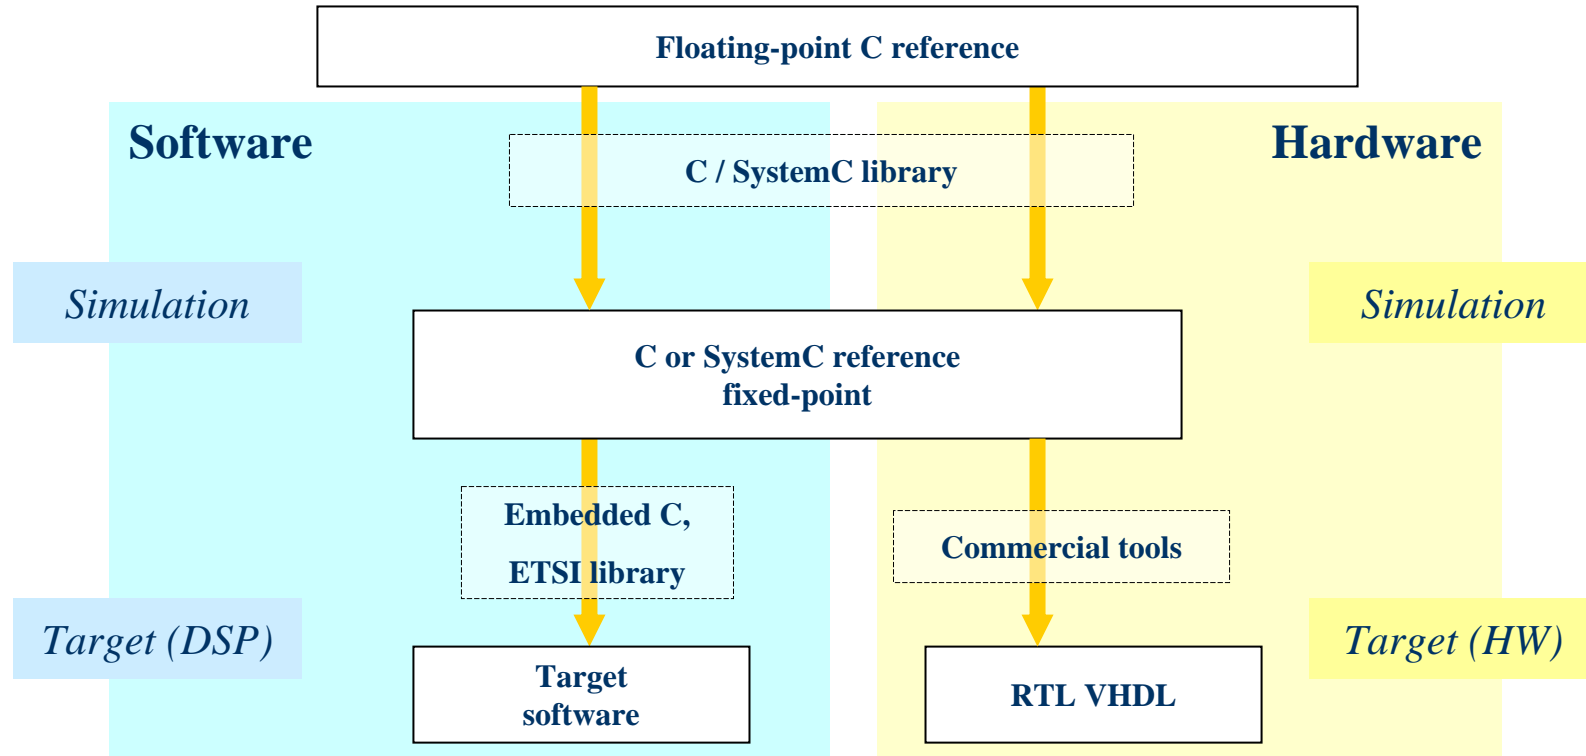 Floating-point C reference
Software
Hardware
C / SystemC library
Simulation
Simulation
C or SystemC reference
fixed-point
Embedded C,
ETSI library
Commercial tools
Target (DSP)
Target (HW)
Target
software
RTL VHDL